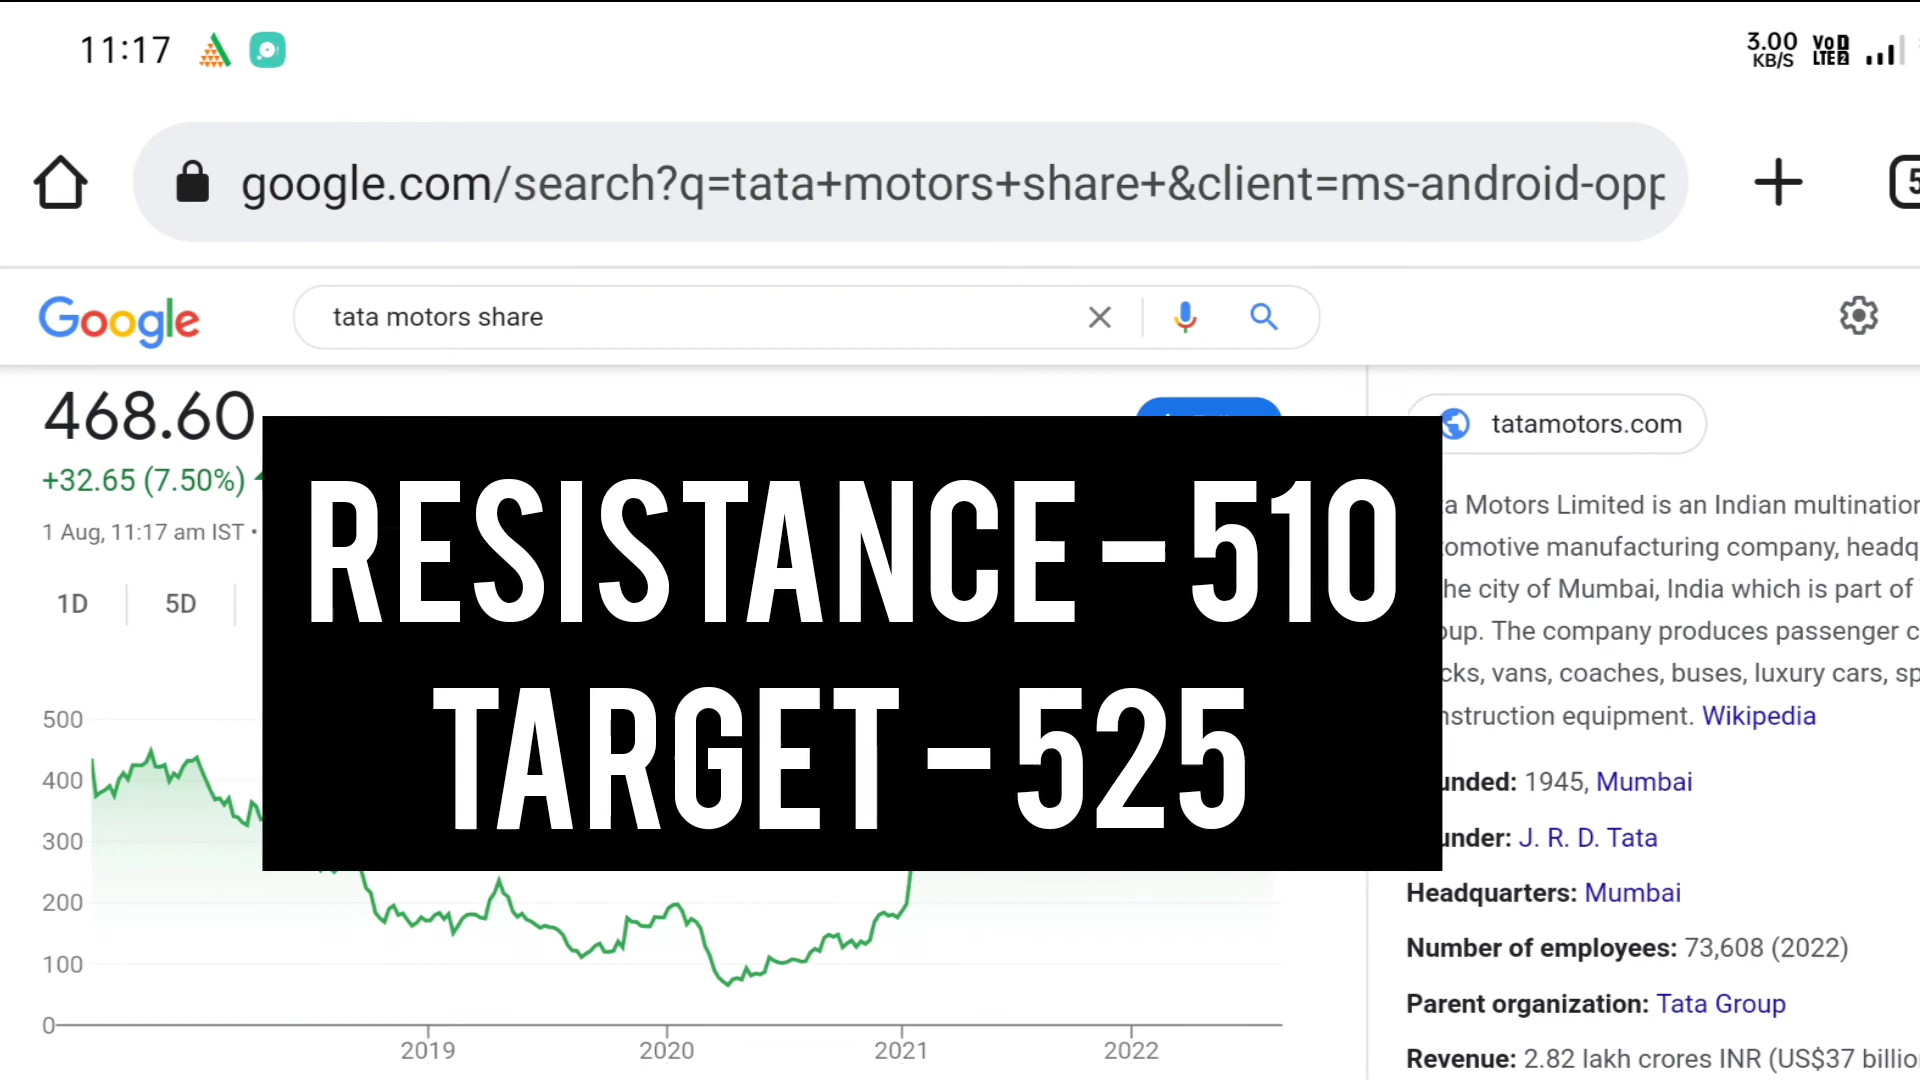 11:17
3.00
KB/S
VoD
LTE2
google.com/search?q=tata+motors+share+&client=ms-android-opp
5
Google
tata motors share
468.60
+32.65 (7.50%)
1 Aug, 11:17 am IST •
1D
5D
RESISTANCE – 510
TARGET – 525
500
400
300
200
100
0
2019
2020
2021
2022
tatamotors.com
a Motors Limited is an Indian multination
omotive manufacturing company, headq
he city of Mumbai, India which is part of
oup. The company produces passenger c
cks, vans, coaches, buses, luxury cars, sp
nstruction equipment. Wikipedia
unded: 1945, Mumbai
under: J. R. D. Tata
Headquarters: Mumbai
Number of employees: 73,608 (2022)
Parent organization: Tata Group
Revenue: 2.82 lakh crores INR (US$37 billio